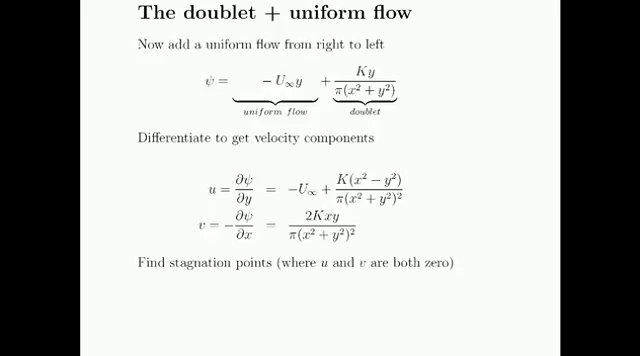 The doublet + uniform flow
Now add a uniform flow from right to left
ψ = − U∞y + Ky / π(x² + y²)
uniform flow doublet
Differentiate to get velocity components
u = ∂ψ/∂y = −U∞ + K(x² − y²) / π(x² + y²)²
v = −∂ψ/∂x = 2Kxy / π(x² + y²)²
Find stagnation points (where u and v are both zero)